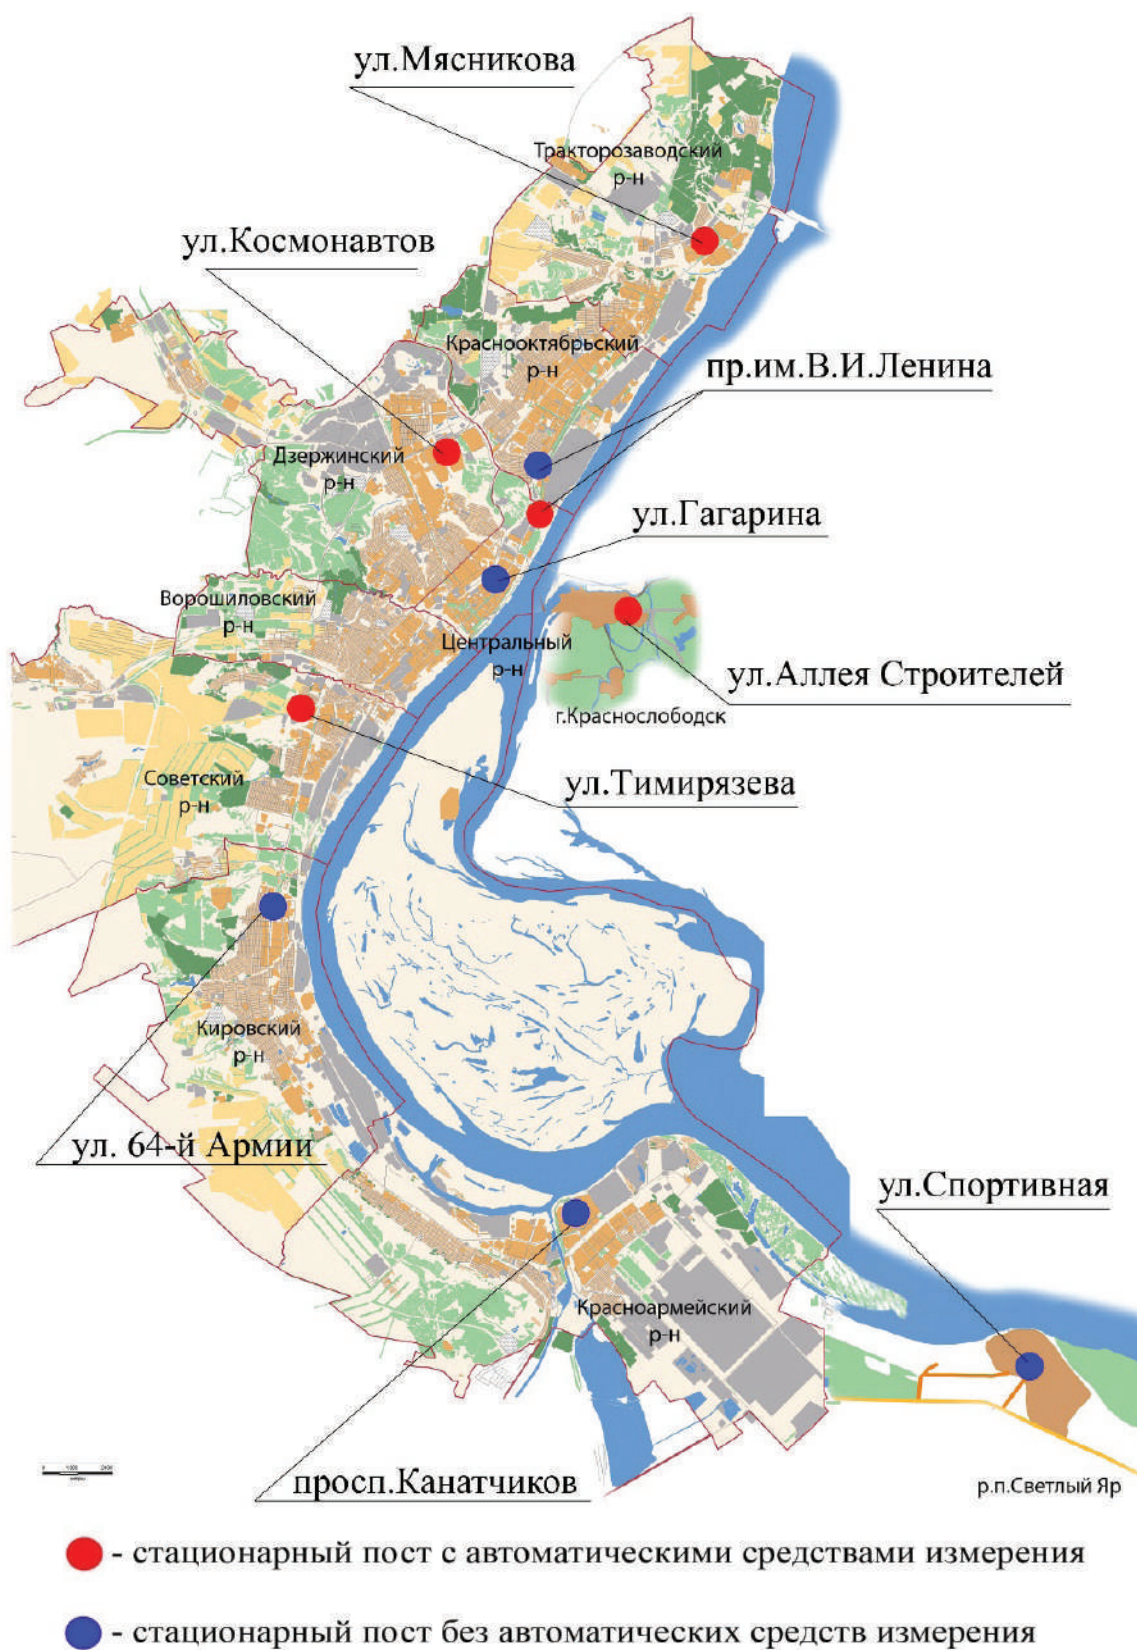 ул.Мясникова
Тракторозаводский
р-н
ул.Космонавтов
Краснооктябрьский
р-н
пр.им.В.И.Ленина
Дзержинский
р-н
ул.Гагарина
Ворошиловский
р-н
Центральный
р-н
ул.Аллея Строителей
г.Краснослободск
Советский
р-н
ул.Тимирязева
Кировский
р-н
ул. 64-й Армии
ул.Спортивная
Красноармейский
р-н
просп.Канатчиков
р.п.Светлый Яр
- стационарный пост с автоматическими средствами измерения
- стационарный пост без автоматических средств измерения